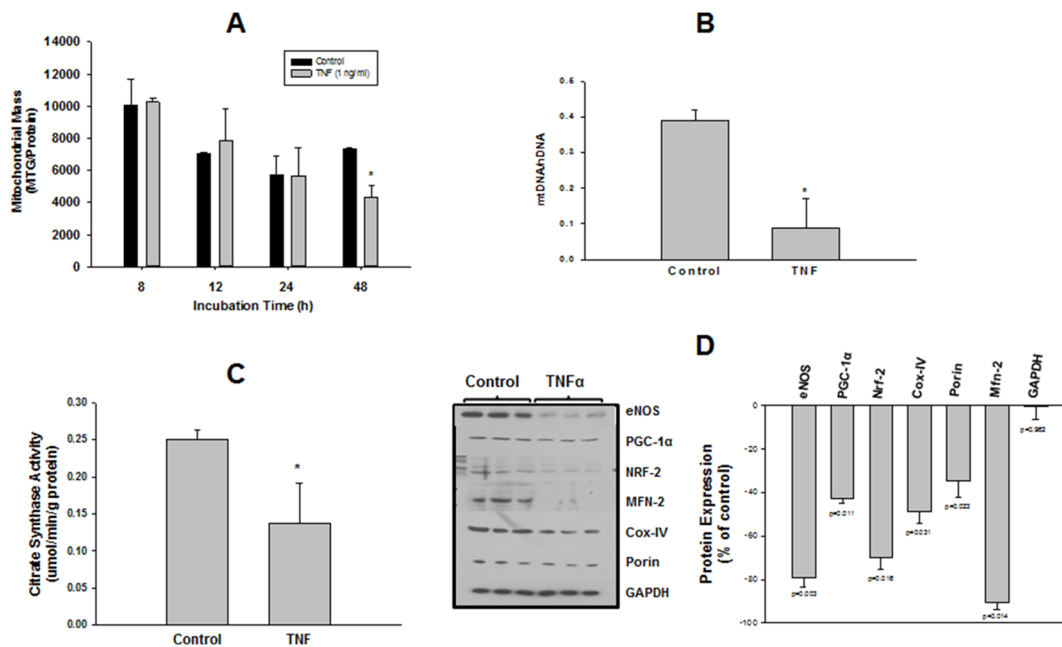 A
Mitochondrial Mass
(MTG/Protein)
14000
12000
10000
8000
6000
4000
2000
0
Control
TNF (1 ng/ml)
*
8 12 24 48
Incubation Time (h)
B
mtDNA/nDNA
0.6
0.4
0.3
0.1
0.0
*
Control TNF
C
Citrate Synthase Activity
(umol/min/g protein)
0.30
0.25
0.20
0.15
0.10
0.05
0.00
*
Control TNF
Control TNFα
eNOS
PGC-1α
NRF-2
MFN-2
Cox-IV
Porin
GAPDH
D
eNOS PGC-1α Nrf-2 Cox-IV Porin Mfn-2 GAPDH
Protein Expression
(% of control)
0
-20
-40
-60
-80
-100
p=0.003
p=0.011
p=0.016
p=0.031
p=0.023
p=0.014
p=0.962